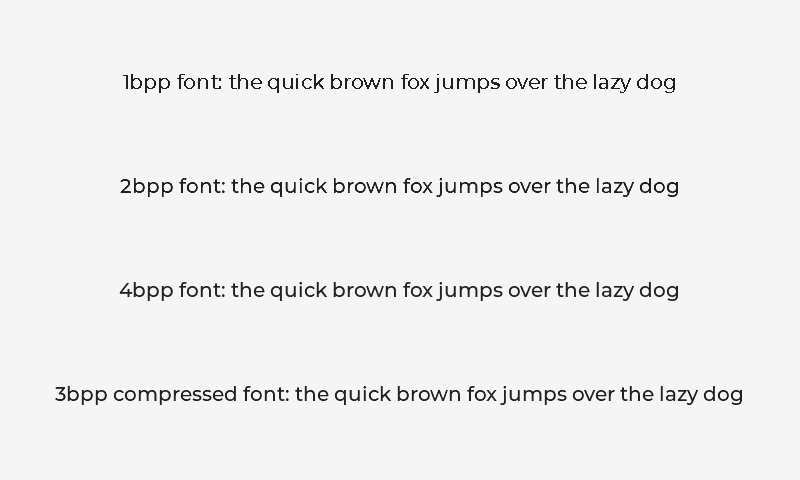 1bpp font: the quick brown fox jumps over the lazy dog
2bpp font: the quick brown fox jumps over the lazy dog
4bpp font: the quick brown fox jumps over the lazy dog
3bpp compressed font: the quick brown fox jumps over the lazy dog